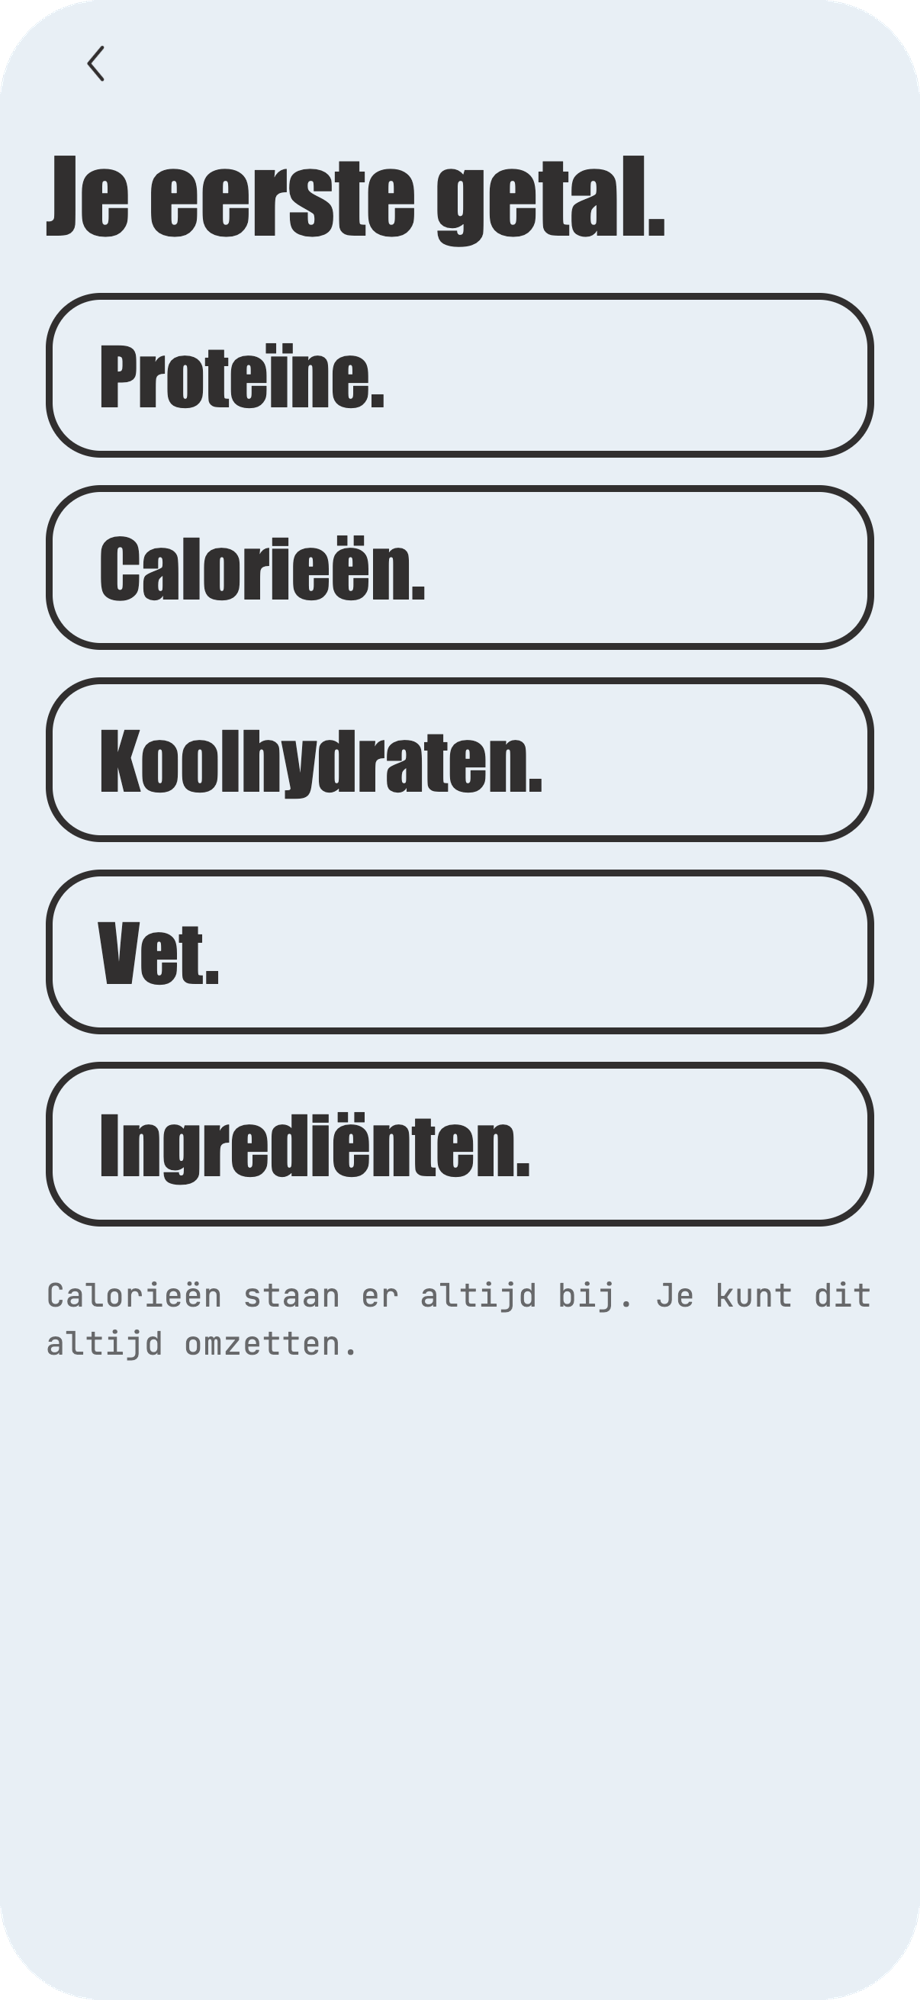 Je eerste getal.
Proteïne.
Calorieën.
Koolhydraten.
Vet.
Ingrediënten.
Calorieën staan er altijd bij. Je kunt dit
altijd omzetten.